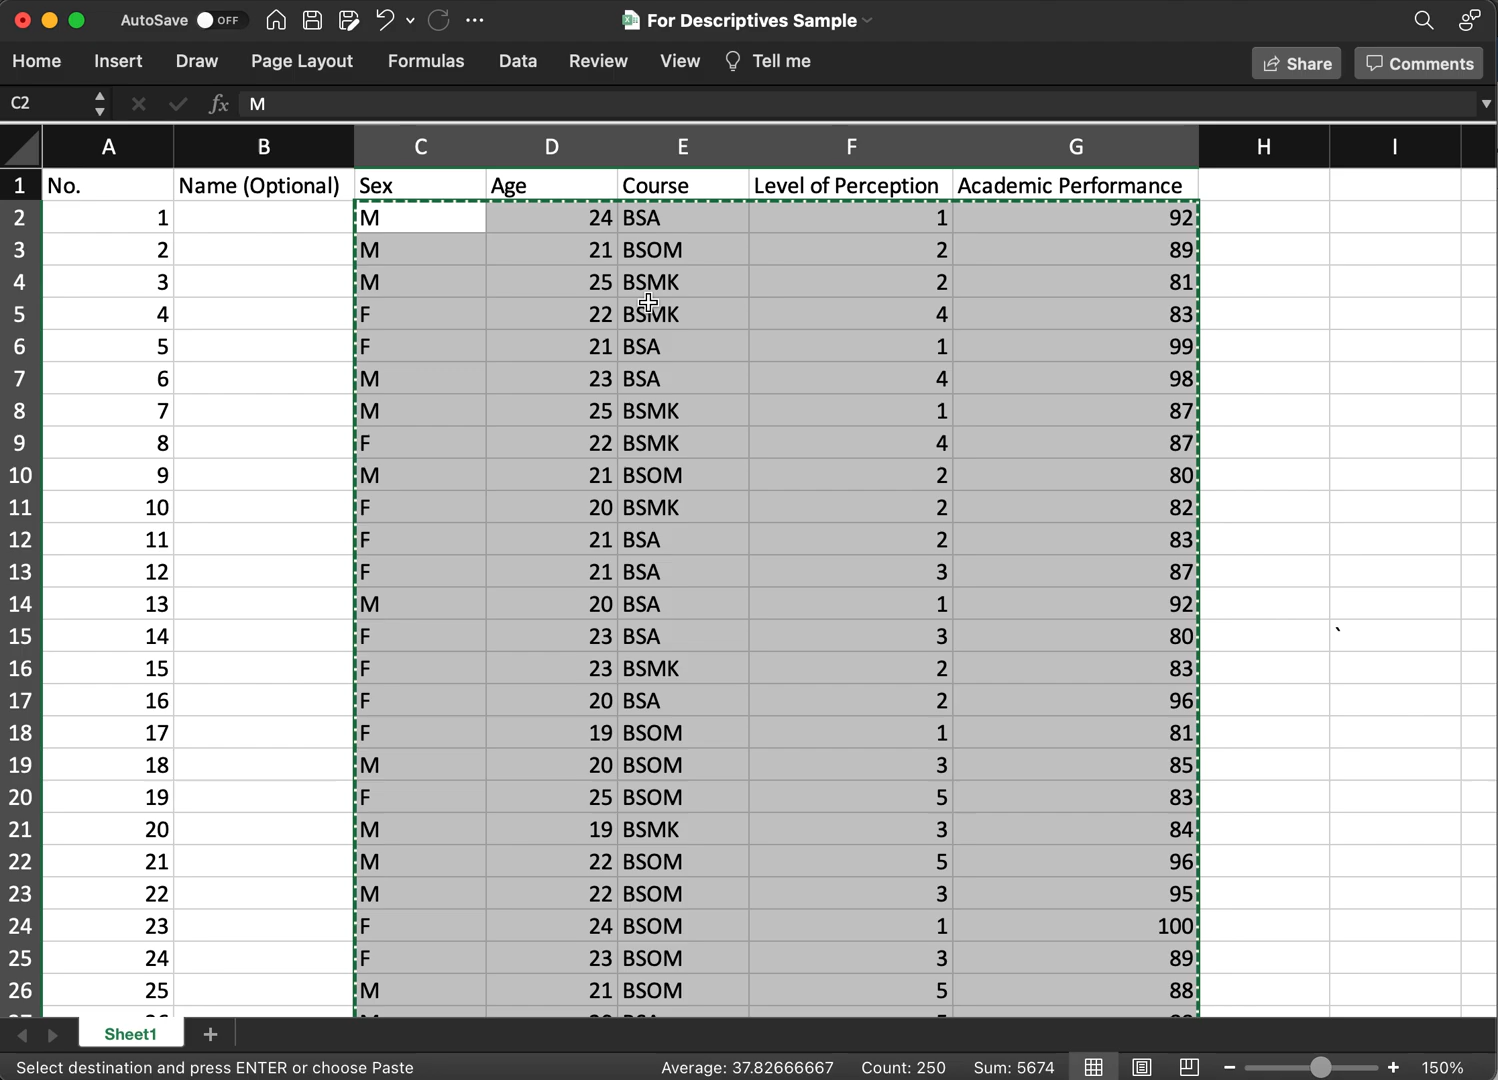 AutoSave OFF For Descriptives Sample
Home Insert Draw Page Layout Formulas Data Review View Tell me Share Comments
C2 fx M
A B C D E F G H I
1 No. Name (Optional) Sex Age Course Level of Perception Academic Performance
2 1 M 24 BSA 1 92
3 2 M 21 BSOM 2 89
4 3 M 25 BSMK 2 81
5 4 F 22 BSMK 4 83
6 5 F 21 BSA 1 99
7 6 M 23 BSA 4 98
8 7 M 25 BSMK 1 87
9 8 F 22 BSMK 4 87
10 9 M 21 BSOM 2 80
11 10 F 20 BSMK 2 82
12 11 F 21 BSA 2 83
13 12 F 21 BSA 3 87
14 13 M 20 BSA 1 92
15 14 F 23 BSA 3 80 `
16 15 F 23 BSMK 2 83
17 16 F 20 BSA 2 96
18 17 F 19 BSOM 1 81
19 18 M 20 BSOM 3 85
20 19 F 25 BSOM 5 83
21 20 M 19 BSMK 3 84
22 21 M 22 BSOM 5 96
23 22 M 22 BSOM 3 95
24 23 F 24 BSOM 1 100
25 24 F 23 BSOM 3 89
26 25 M 21 BSOM 5 88
Sheet1 +
Select destination and press ENTER or choose Paste Average: 37.82666667 Count: 250 Sum: 5674 150%